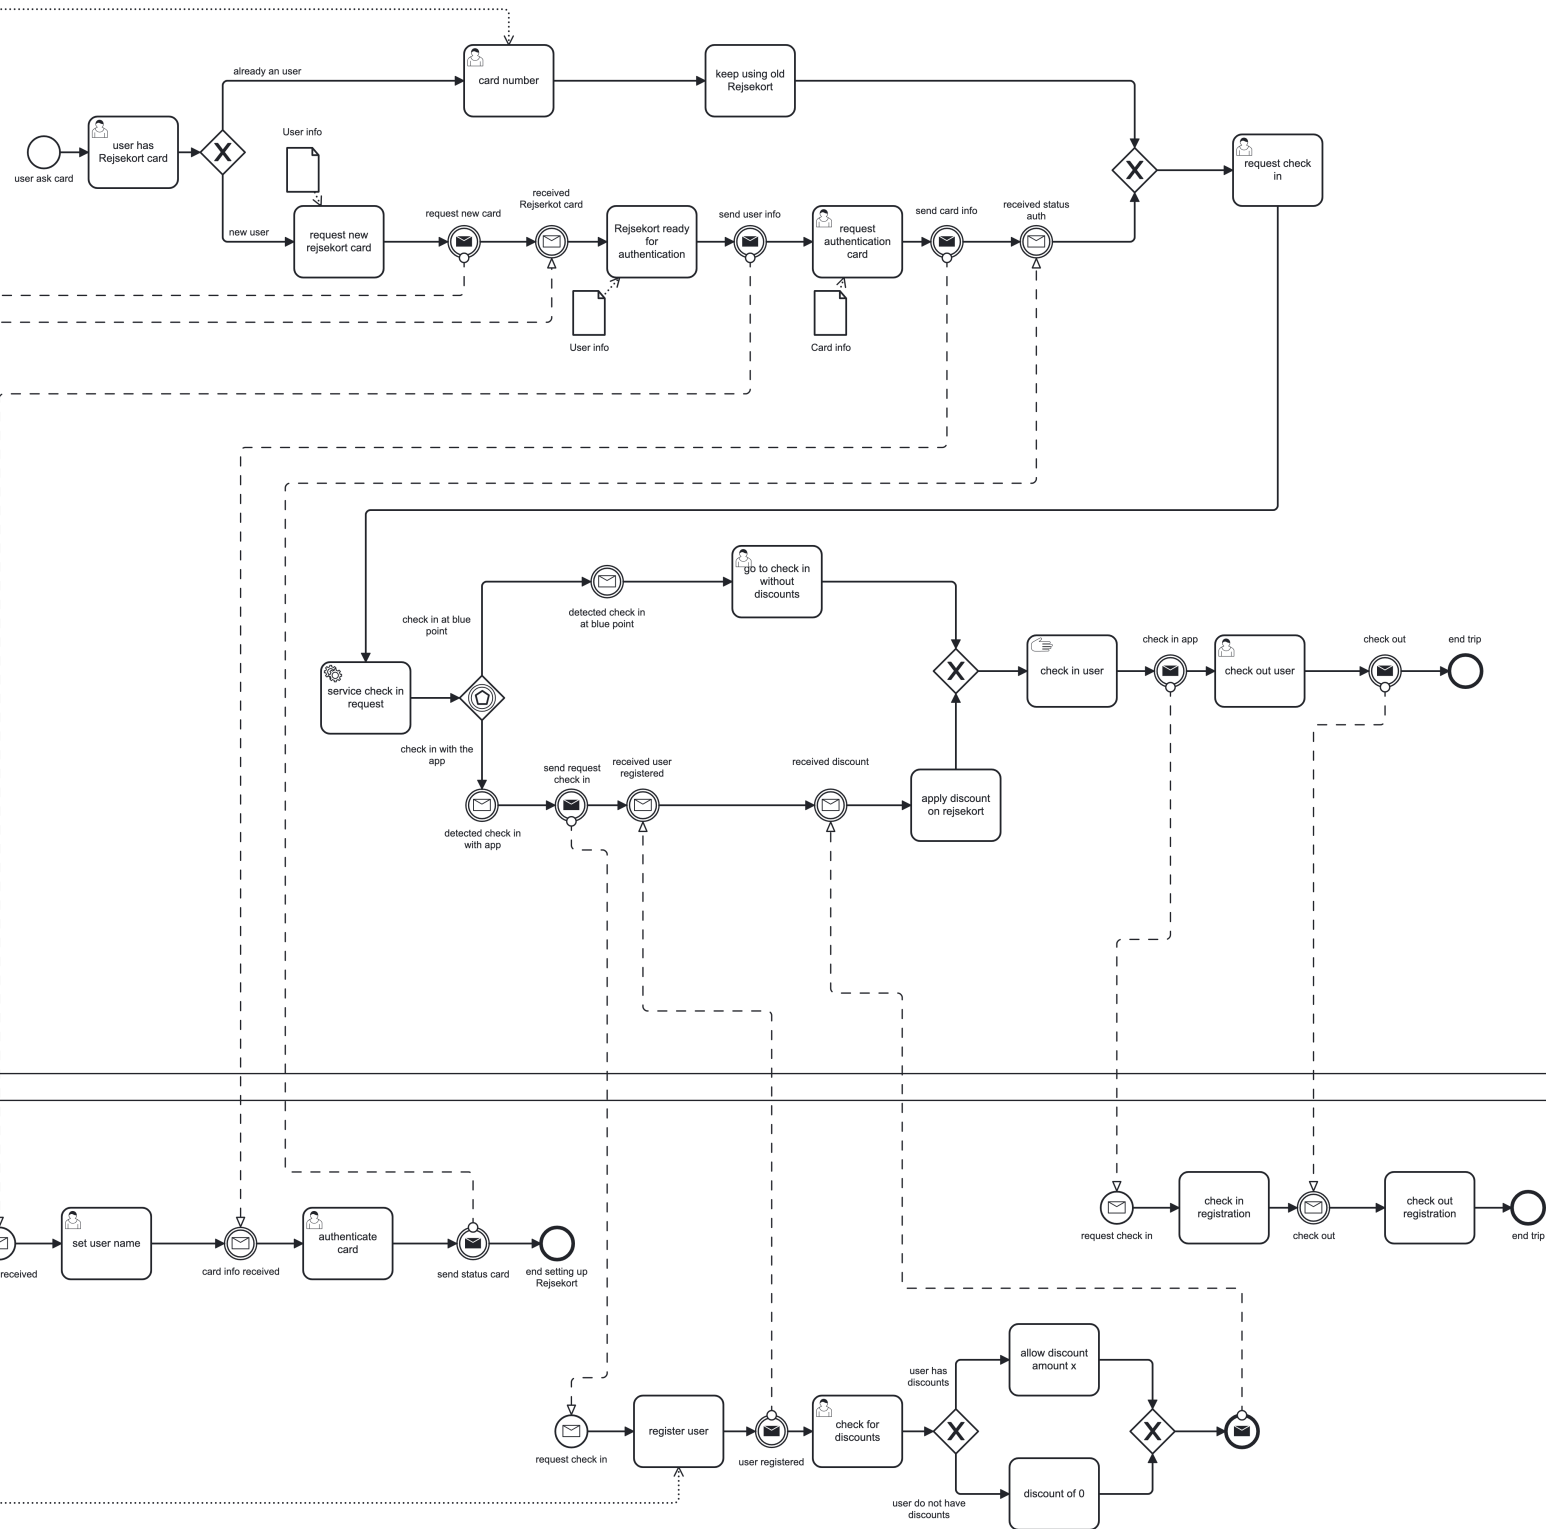 already an user
card number
keep using old
Rejsekort
user has
Rejsekort card
user ask card
User info
request check
in
new user
request new
rejsekort card
request new card
received
Rejserkot card
Rejsekort ready
for
authentication
send user info
request
authentication
card
send card info
received status
auth
User info
Card info
go to check in
without
discounts
detected check in
at blue point
check in at blue
point
service check in
request
check in with the
app
check in user
check in app
check out user
check out
end trip
detected check in
with app
send request
check in
received user
registered
received discount
apply discount
on rejsekort
received
set user name
card info received
authenticate
card
send status card
end setting up
Rejsekort
request check in
check in
registration
check out
check out
registration
end trip
request check in
register user
user registered
check for
discounts
user has
discounts
allow discount
amount x
user do not have
discounts
discount of 0